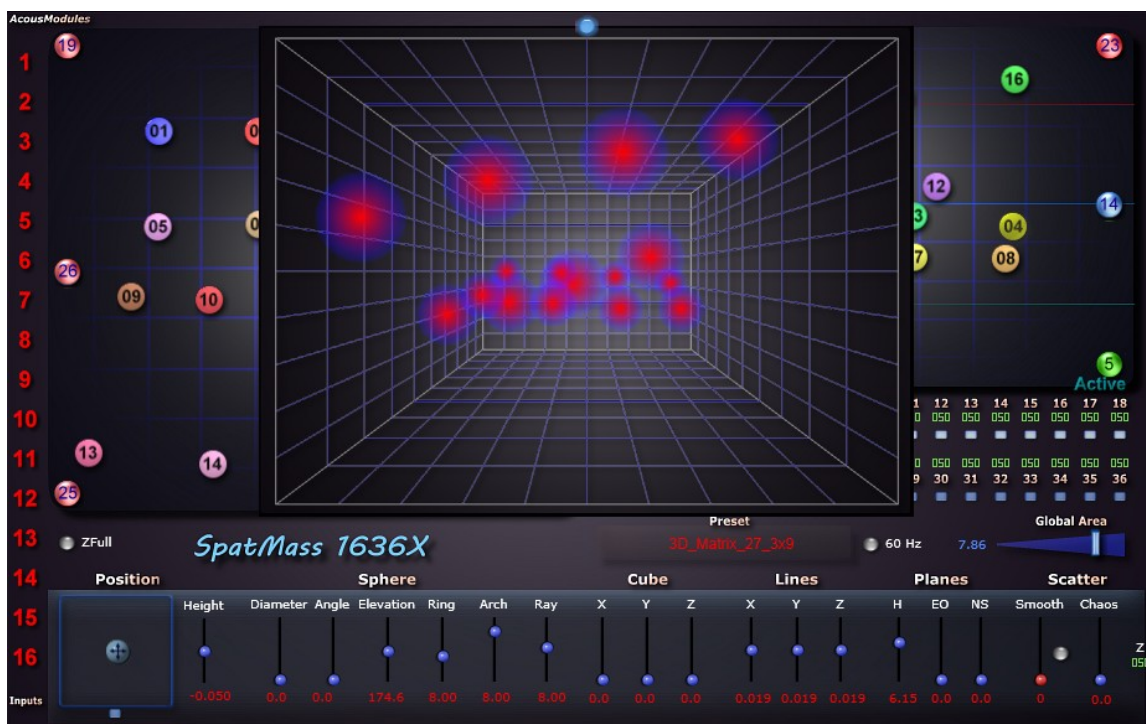 AcousModules
1
2
3
4
5
6
7
8
9
10
11
12
13
14
15
16
Inputs
19
01
05
26
09
10
13
14
25
23
16
12
14
04
08
5
Active
12 13 14 15 16 17 18
050 050 050 050 050 050 050
050 050 050 050 050 050 050
30 31 32 33 34 35 36
ZFull
SpatMass 1636X
Preset
3D_Matrix_27_3x9
60 Hz
7.86
Global Area
Position Sphere Cube Lines Planes Scatter
Height Diameter Angle Elevation Ring Arch Ray X Y Z X Y Z H EO NS Smooth Chaos
Z
-0.050 0.0 0.0 174.6 8.00 8.00 8.00 0.0 0.0 0.0 0.019 0.019 0.019 6.15 0.0 0.0 0 0.0